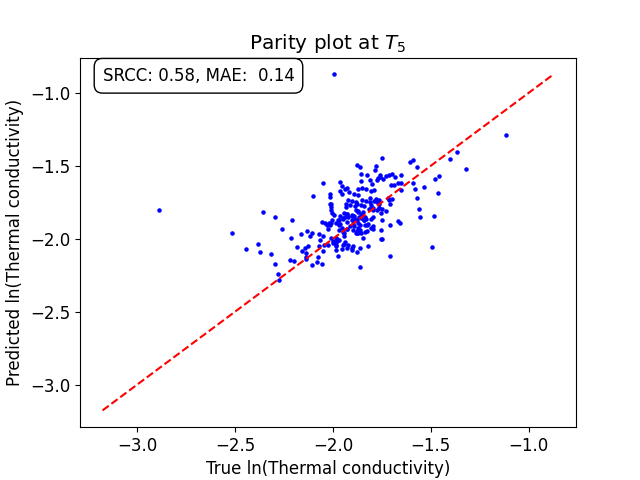 Parity plot at T5
SRCC: 0.58, MAE:  0.14
Predicted ln(Thermal conductivity)
−1.0
−1.5
−2.0
−2.5
−3.0
−3.0 −2.5 −2.0 −1.5 −1.0
True ln(Thermal conductivity)